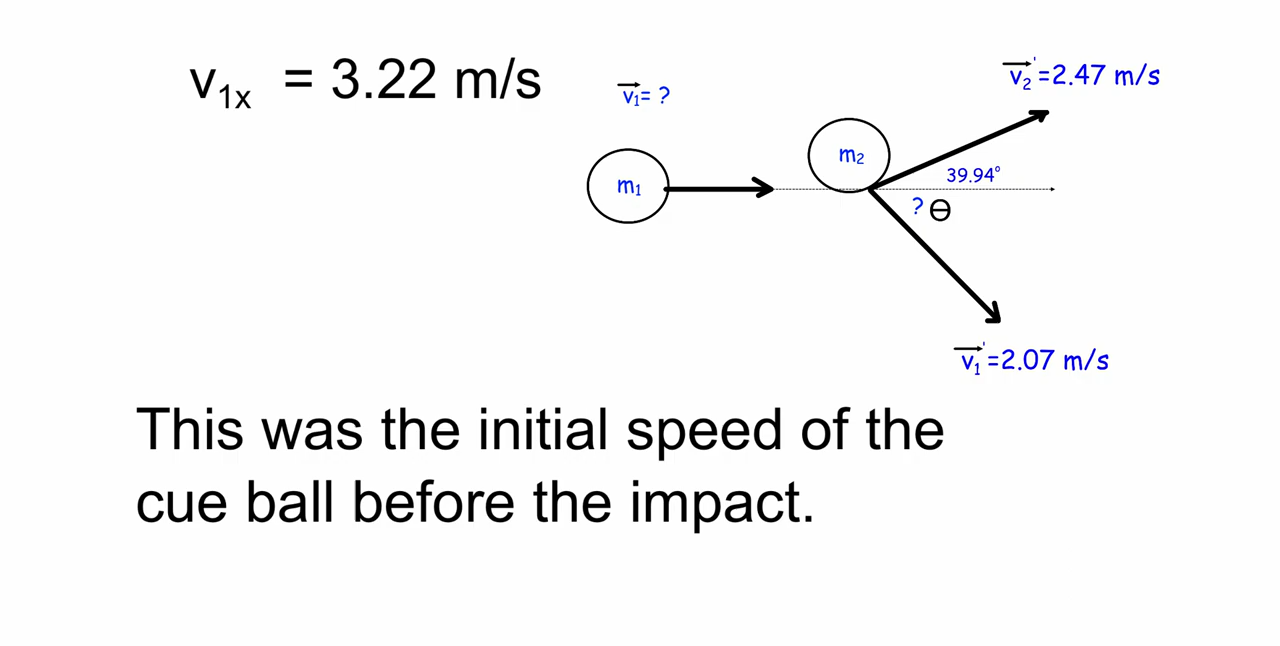 v1x = 3.22 m/s
v1= ?
v2'=2.47 m/s
m1
m2
39.94°
? θ
v1'=2.07 m/s
This was the initial speed of the
cue ball before the impact.